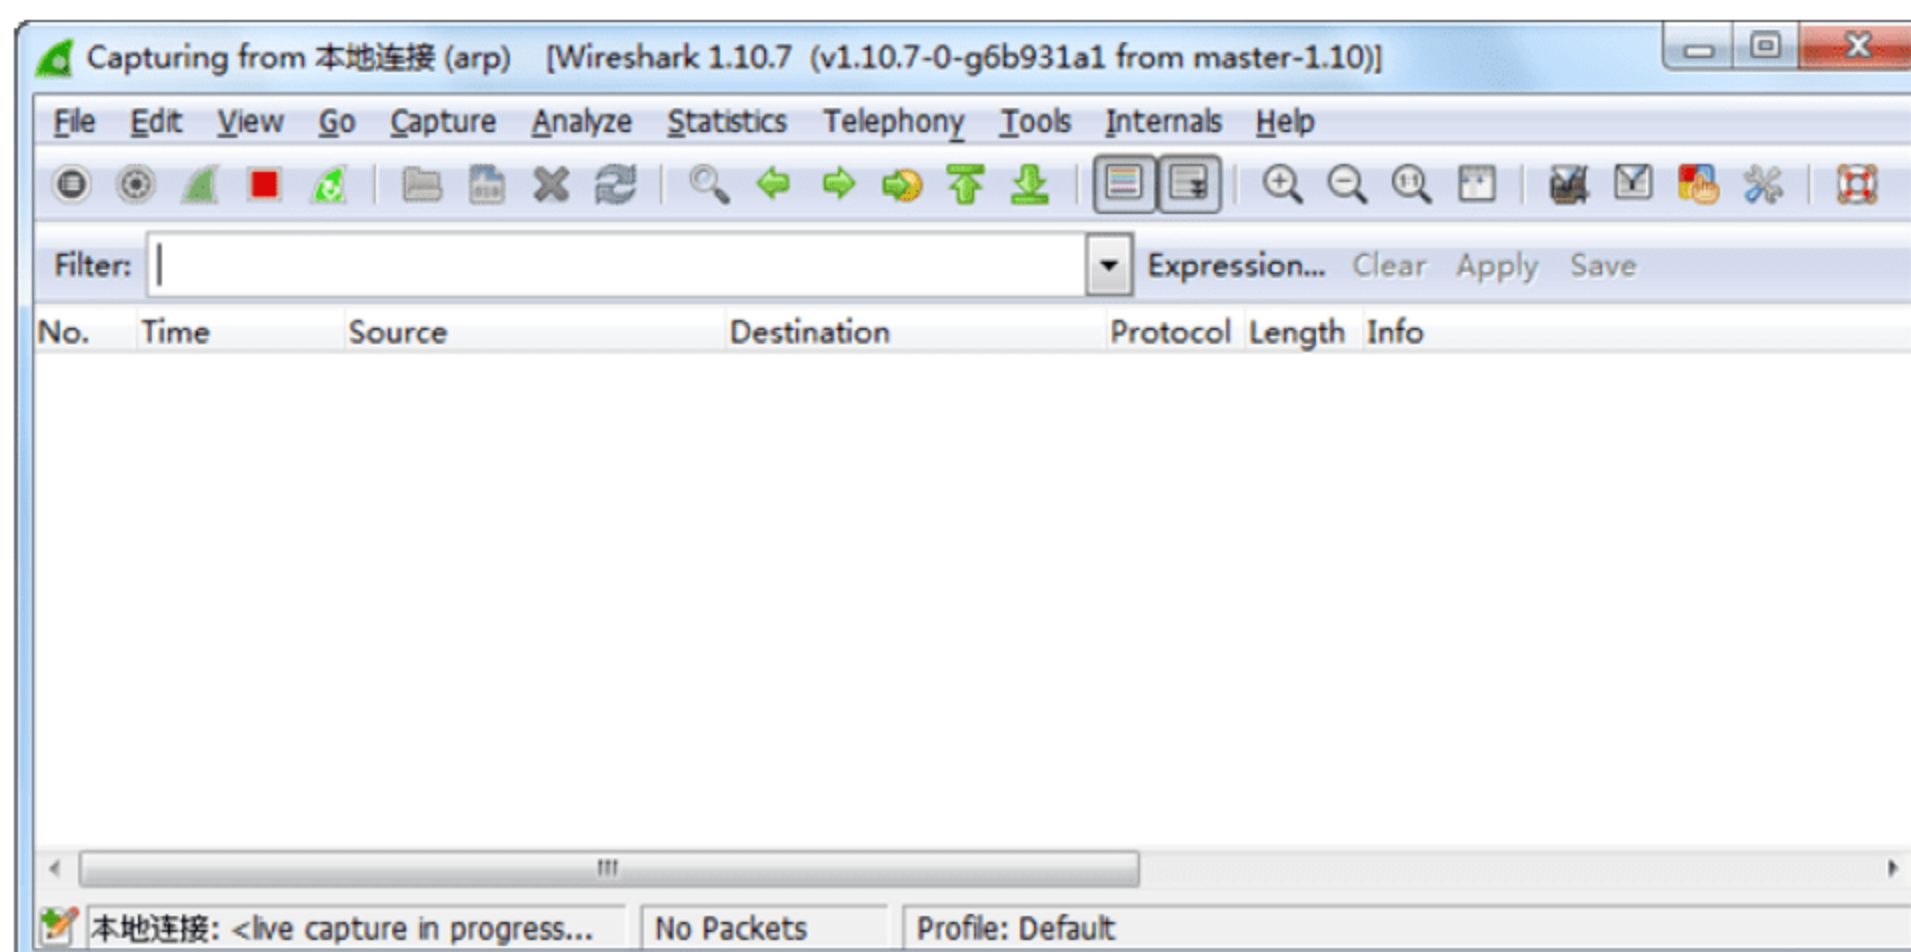 Capturing from 本地连接 (arp) [Wireshark 1.10.7 (v1.10.7-0-g6b931a1 from master-1.10)]
File Edit View Go Capture Analyze Statistics Telephony Tools Internals Help
Filter: Expression... Clear Apply Save
No. Time Source Destination Protocol Length Info
本地连接: <live capture in progress... No Packets Profile: Default